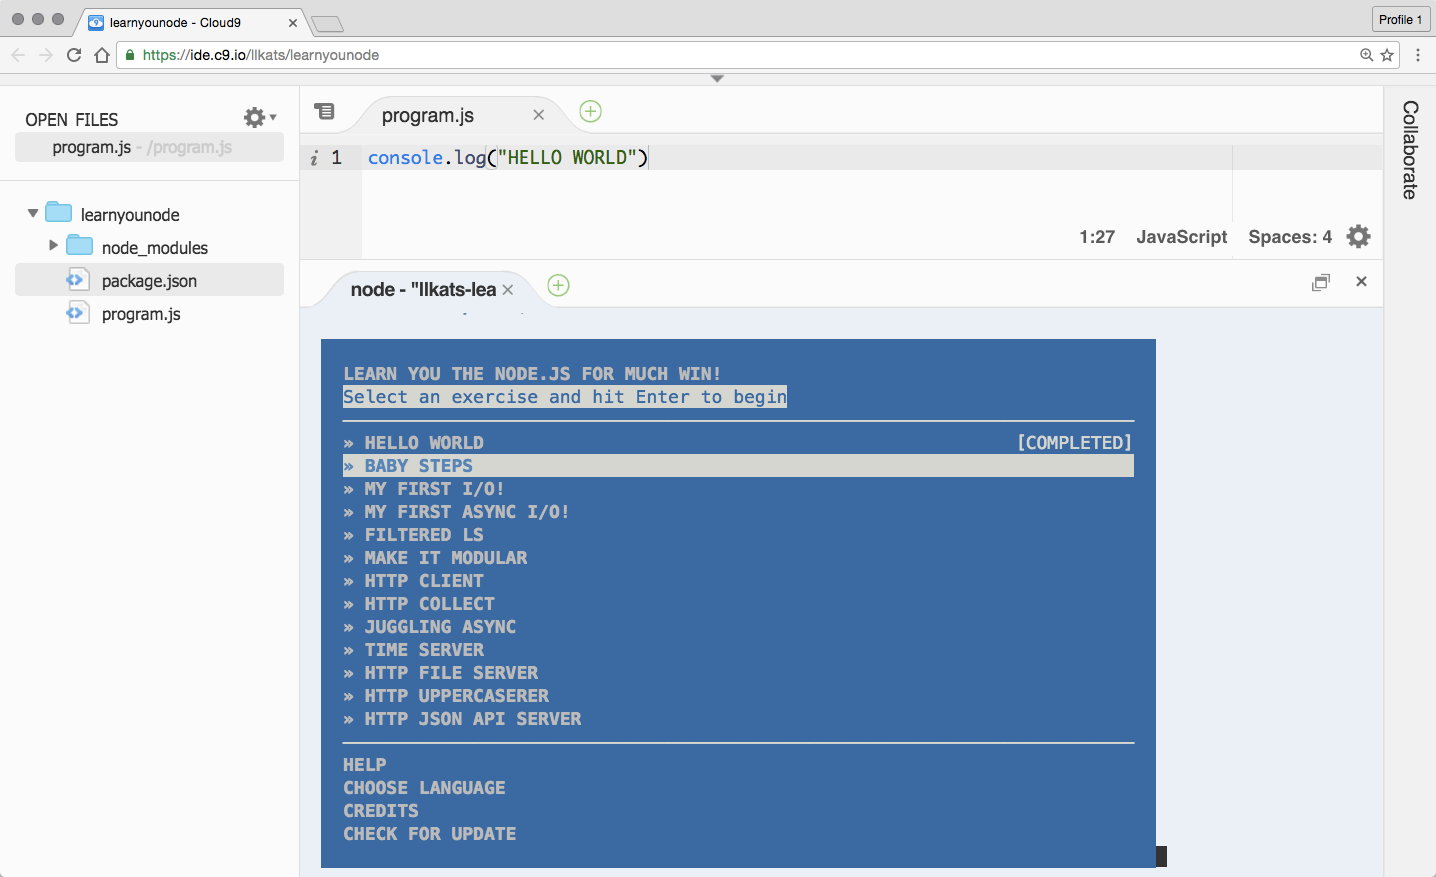 learnyounode - Cloud9
Profile 1
https://ide.c9.io/llkats/learnyounode
OPEN FILES
program.js - /program.js
learnyounode
node_modules
package.json
program.js
program.js
i 1 console.log("HELLO WORLD")
1:27 JavaScript Spaces: 4
Collaborate
node - "llkats-lea
LEARN YOU THE NODE.JS FOR MUCH WIN!
Select an exercise and hit Enter to begin
» HELLO WORLD [COMPLETED]
» BABY STEPS
» MY FIRST I/O!
» MY FIRST ASYNC I/O!
» FILTERED LS
» MAKE IT MODULAR
» HTTP CLIENT
» HTTP COLLECT
» JUGGLING ASYNC
» TIME SERVER
» HTTP FILE SERVER
» HTTP UPPERCASERER
» HTTP JSON API SERVER
HELP
CHOOSE LANGUAGE
CREDITS
CHECK FOR UPDATE